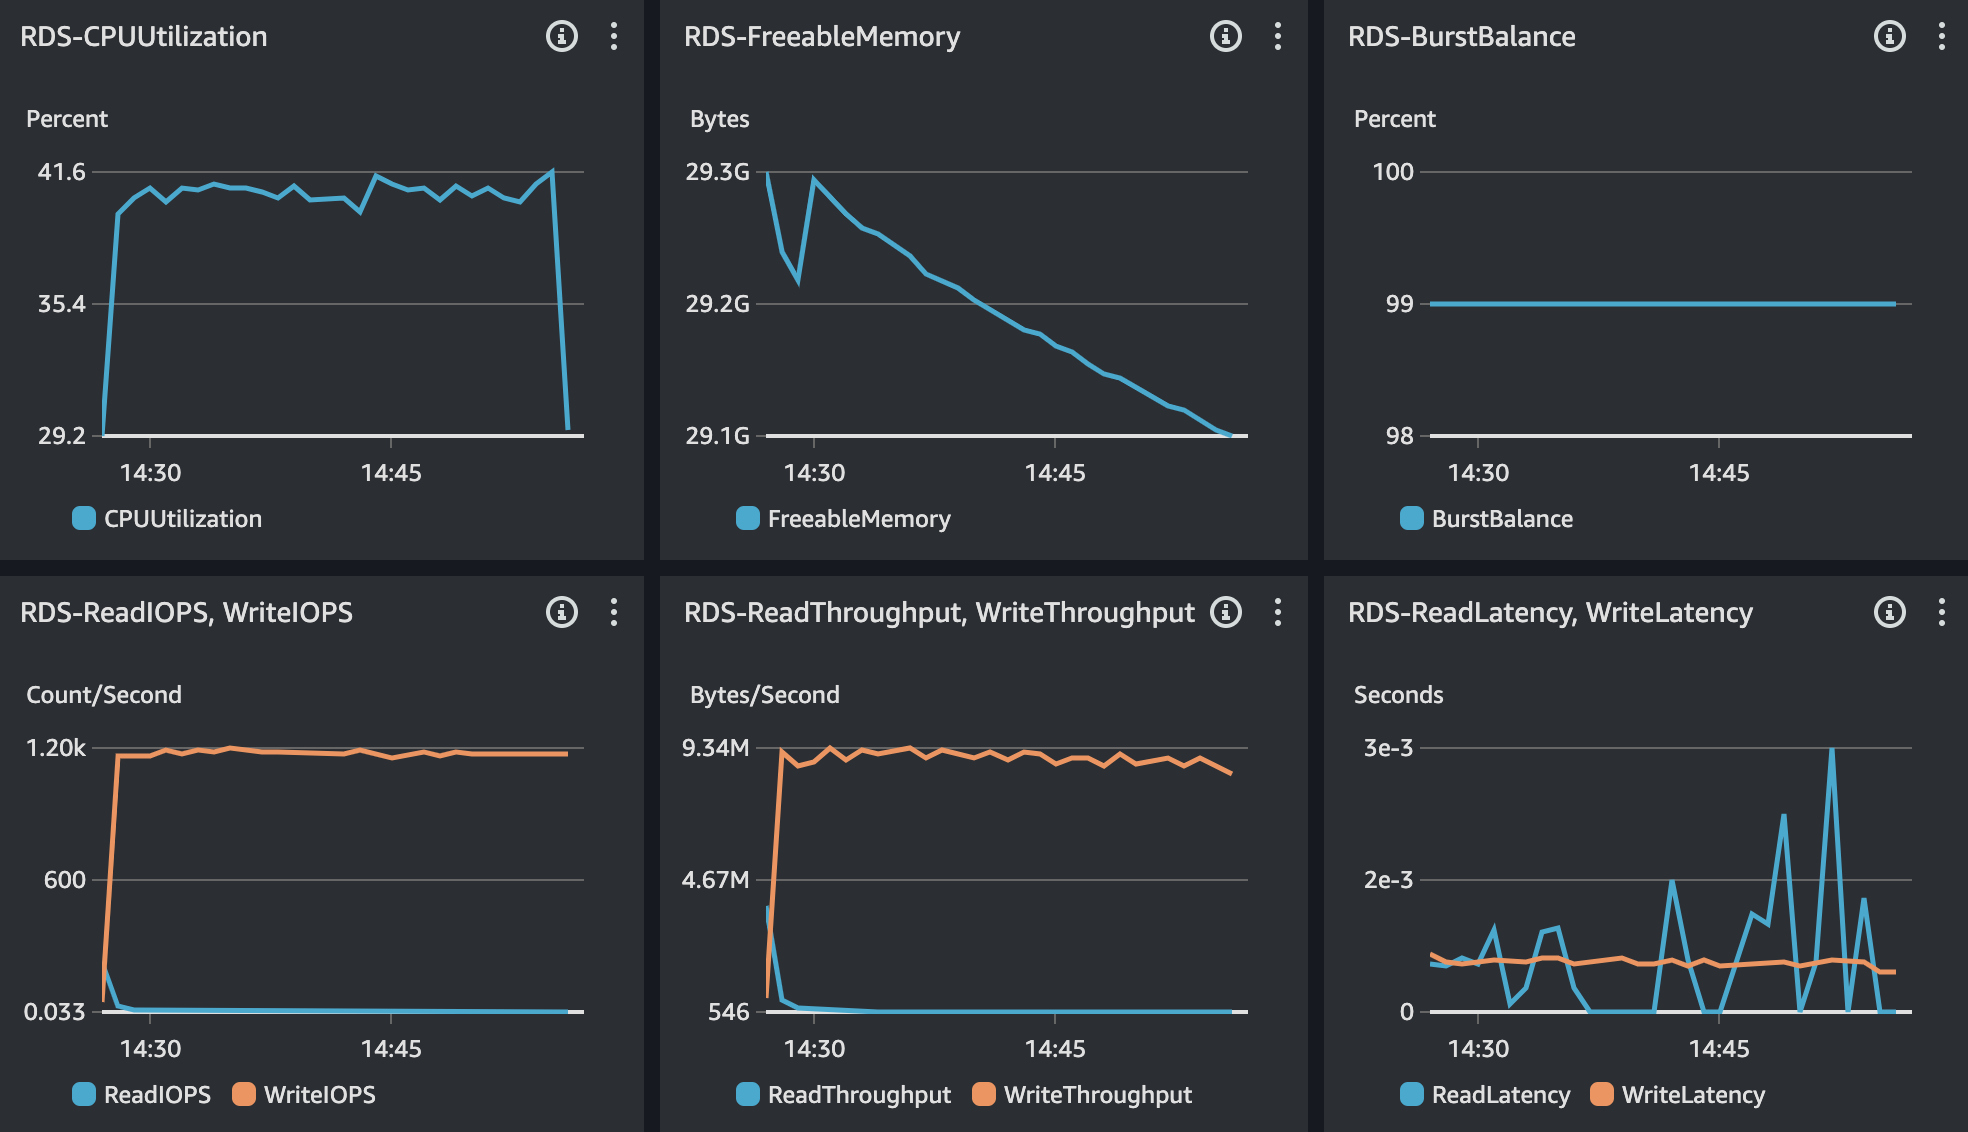 RDS-CPUUtilization
Percent
41.6
35.4
29.2
14:30 14:45
CPUUtilization
RDS-FreeableMemory
Bytes
29.3G
29.2G
29.1G
14:30 14:45
FreeableMemory
RDS-BurstBalance
Percent
100
99
98
14:30 14:45
BurstBalance
RDS-ReadIOPS, WriteIOPS
Count/Second
1.20k
600
0.033
14:30 14:45
ReadIOPS WriteIOPS
RDS-ReadThroughput, WriteThroughput
Bytes/Second
9.34M
4.67M
546
14:30 14:45
ReadThroughput WriteThroughput
RDS-ReadLatency, WriteLatency
Seconds
3e-3
2e-3
0
14:30 14:45
ReadLatency WriteLatency